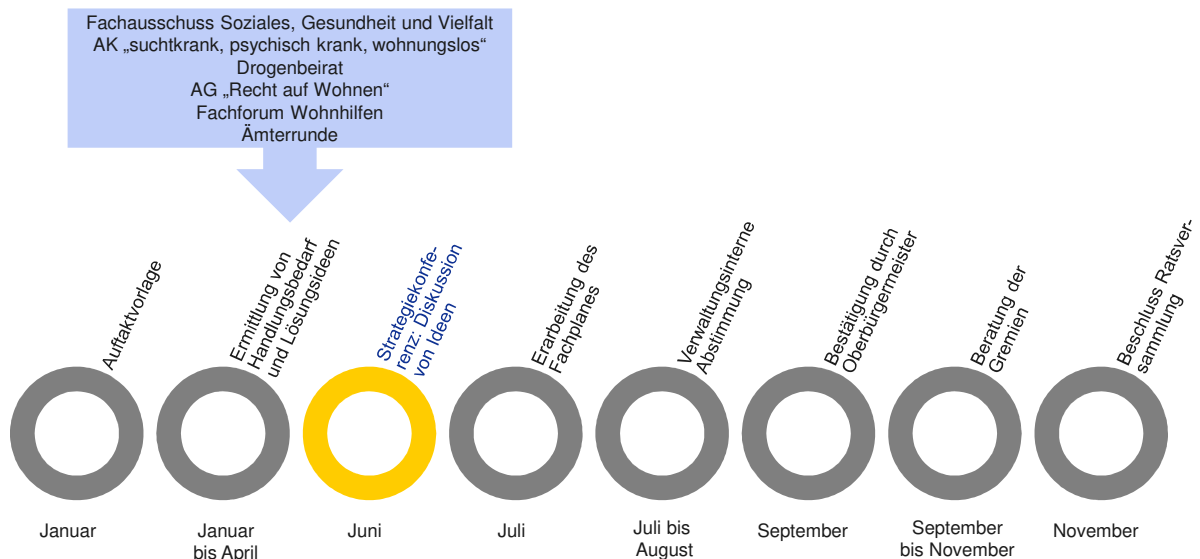 Fachausschuss Soziales, Gesundheit und Vielfalt
AK „suchtkrank, psychisch krank, wohnungslos“
Drogenbeirat
AG „Recht auf Wohnen“
Fachforum Wohnhilfen
Ämterrunde
Auftaktvorlage
Ermittlung von
Handlungsbedarf
und Lösungsideen
Strategiekonfe-
renz: Diskussion
von Ideen
Erarbeitung des
Fachplanes
Verwaltungsinterne
Abstimmung
Bestätigung durch
Oberbürgermeister
Beratung der
Gremien
Beschluss Ratsver-
sammlung
Januar
Januar
bis April
Juni
Juli
Juli bis
August
September
September
bis November
November